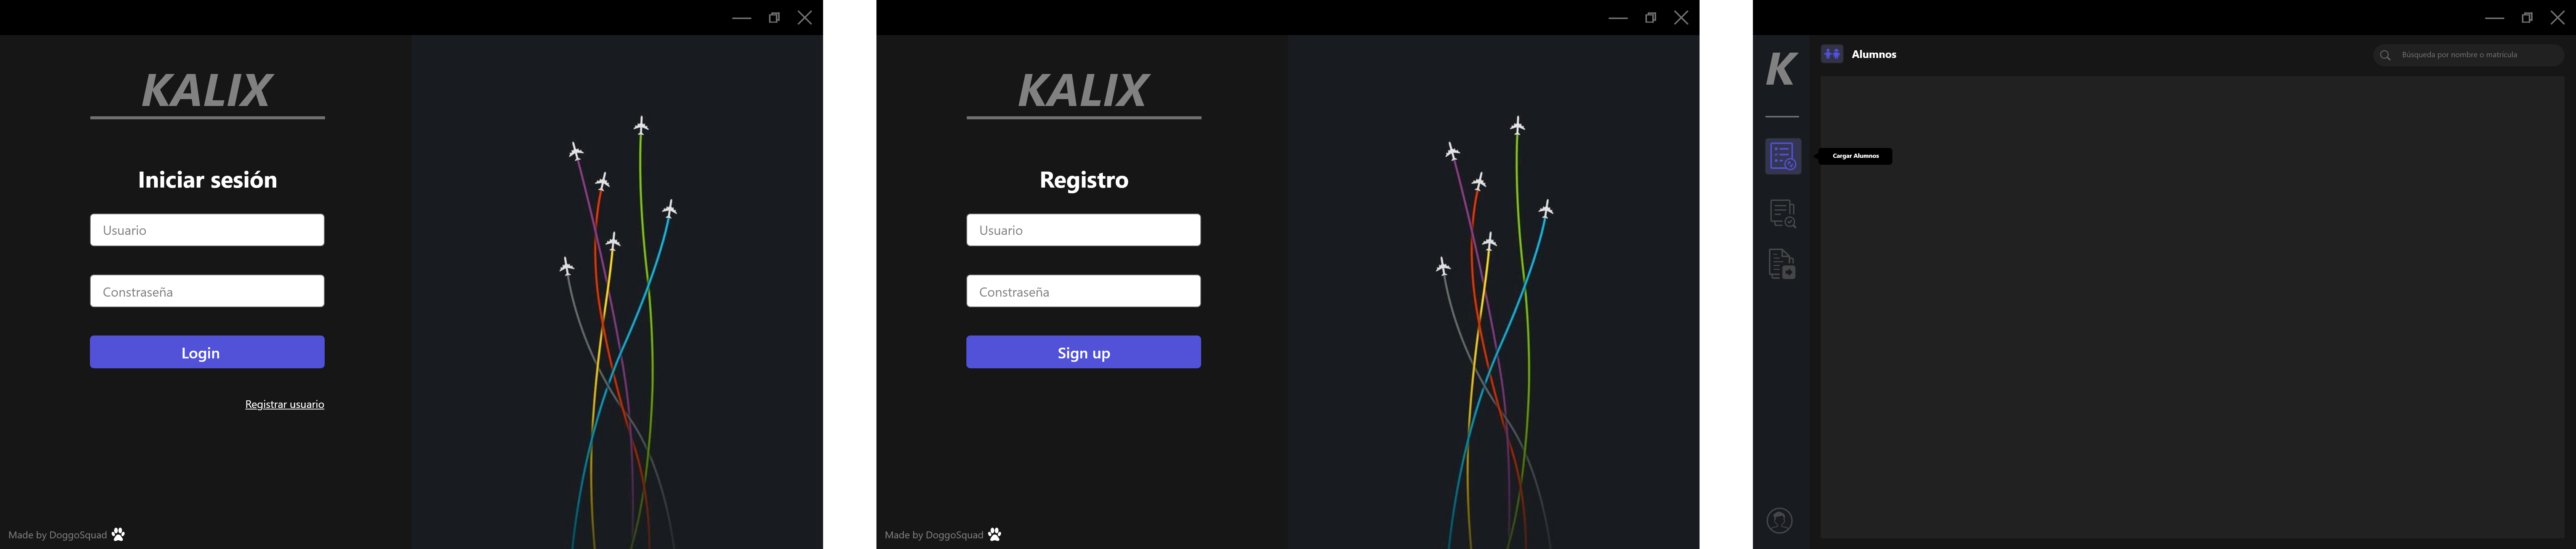 KALIX
Iniciar sesión
Usuario
Constraseña
Login
Registrar usuario
Made by DoggoSquad
KALIX
Registro
Usuario
Constraseña
Sign up
Made by DoggoSquad
K
Alumnos
Búsqueda por nombre o matrícula
Cargar Alumnos